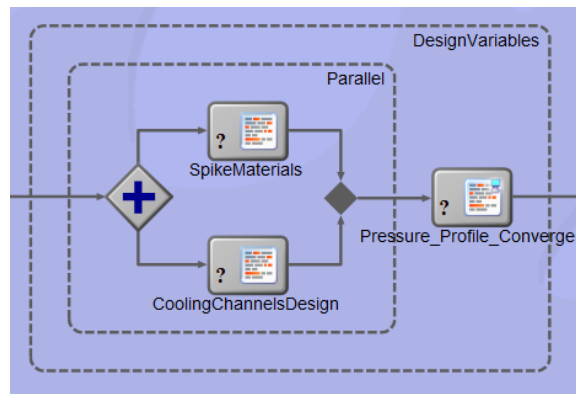 DesignVariables
Parallel
?
SpikeMaterials
?
Pressure_Profile_Converge
?
CoolingChannelsDesign